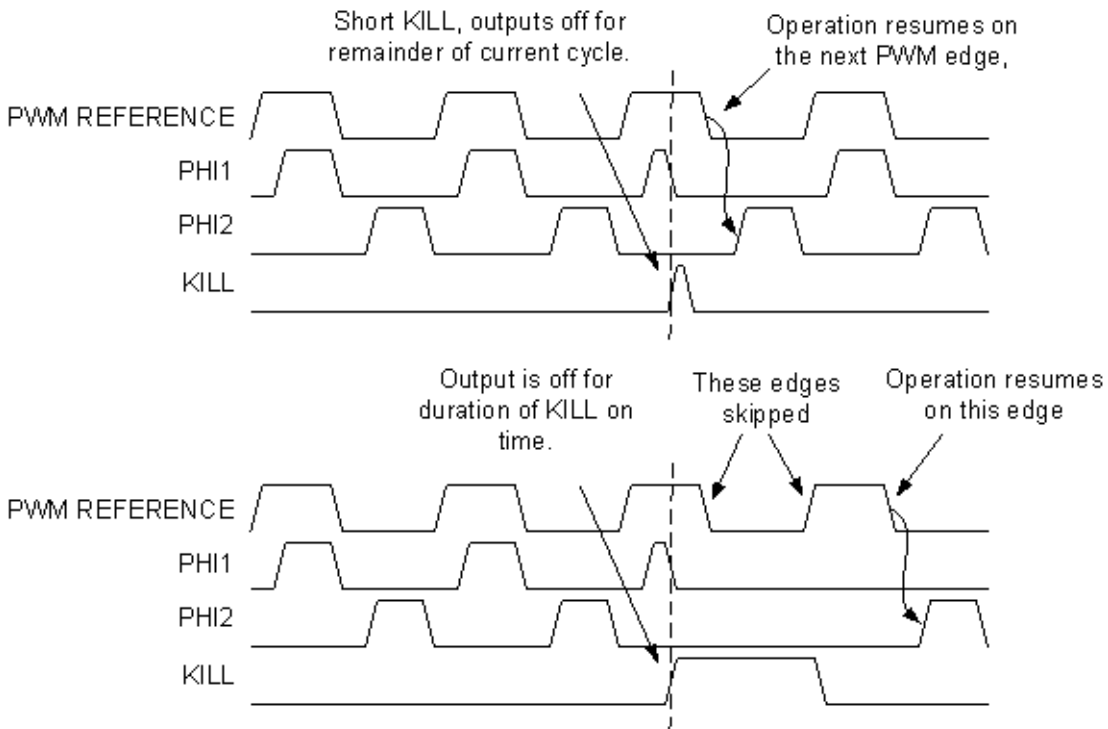 Short KILL, outputs off for
remainder of current cycle.
Operation resumes on
the next PWM edge,
PWM REFERENCE
PHI1
PHI2
KILL
Output is off for
duration of KILL on
time.
These edges
skipped
Operation resumes
on this edge
PWM REFERENCE
PHI1
PHI2
KILL